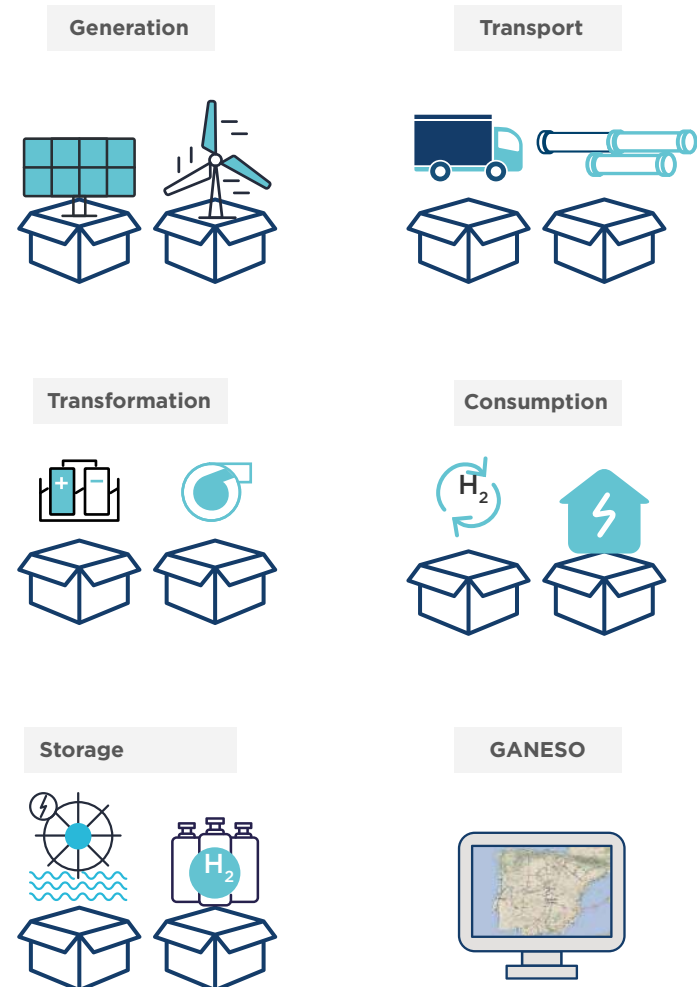 Generation
Transport
Transformation
Consumption
+ −
H₂
Storage
GANESO
H₂